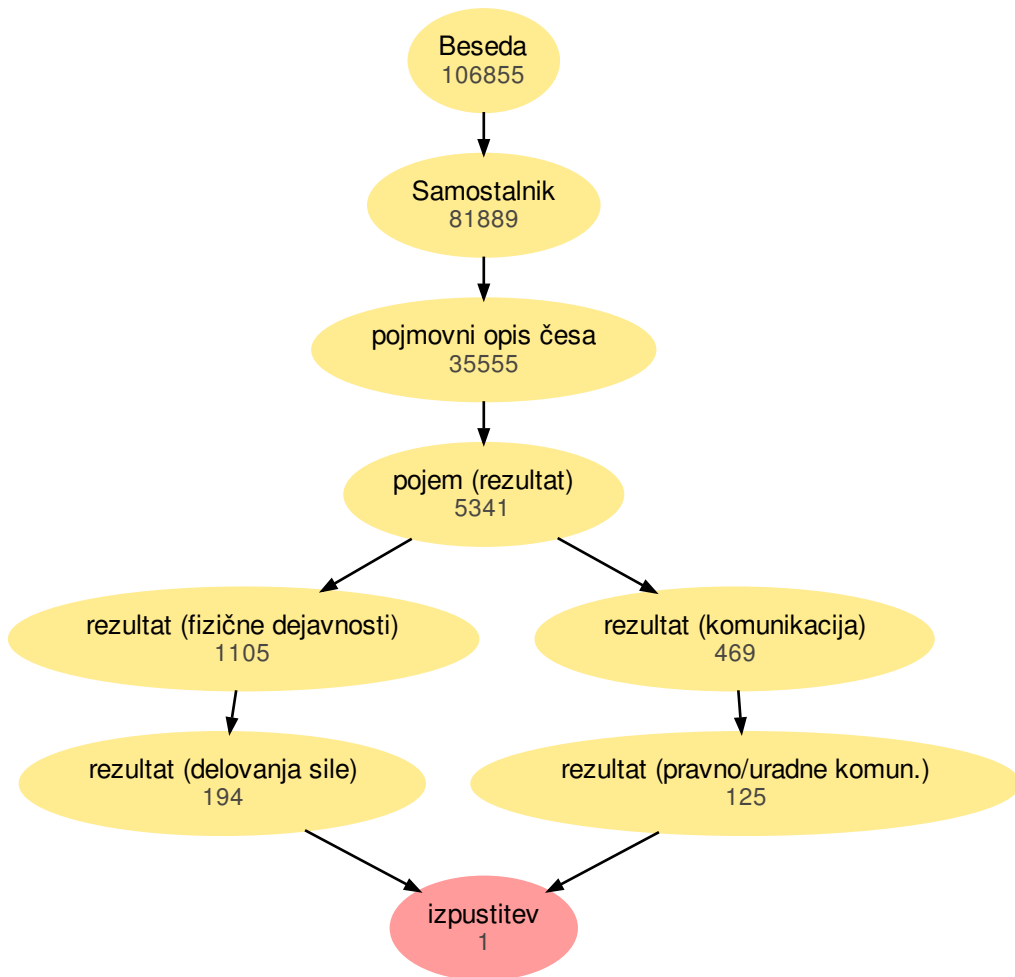 Beseda
106855
Samostalnik
81889
pojmovni opis česa
35555
pojem (rezultat)
5341
rezultat (fizične dejavnosti)
1105
rezultat (komunikacija)
469
rezultat (delovanja sile)
194
rezultat (pravno/uradne komun.)
125
izpustitev
1